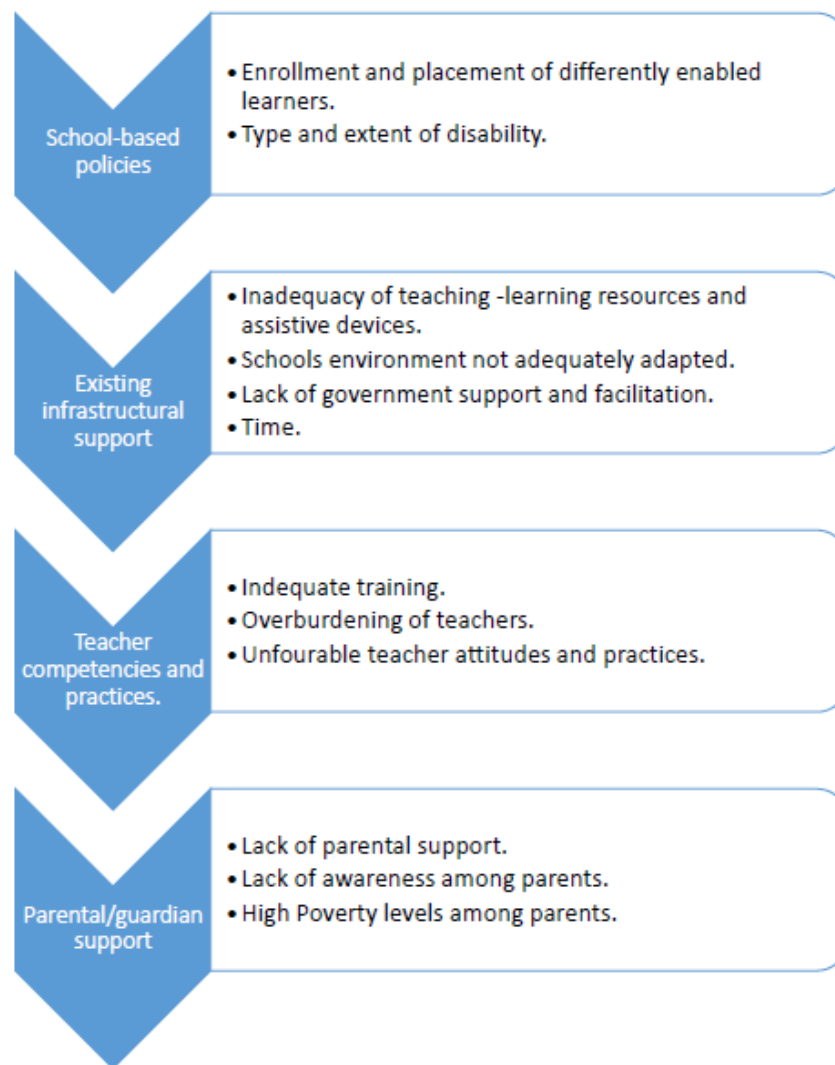 School-based
policies
• Enrollment and placement of differently enabled
learners.
• Type and extent of disability.
Existing
infrastructural
support
• Inadequacy of teaching -learning resources and
assistive devices.
• Schools environment not adequately adapted.
• Lack of government support and facilitation.
• Time.
Teacher
competencies and
practices.
• Indequate training.
• Overburdening of teachers.
• Unfourable teacher attitudes and practices.
Parental/guardian
support
• Lack of parental support.
• Lack of awareness among parents.
• High Poverty levels among parents.